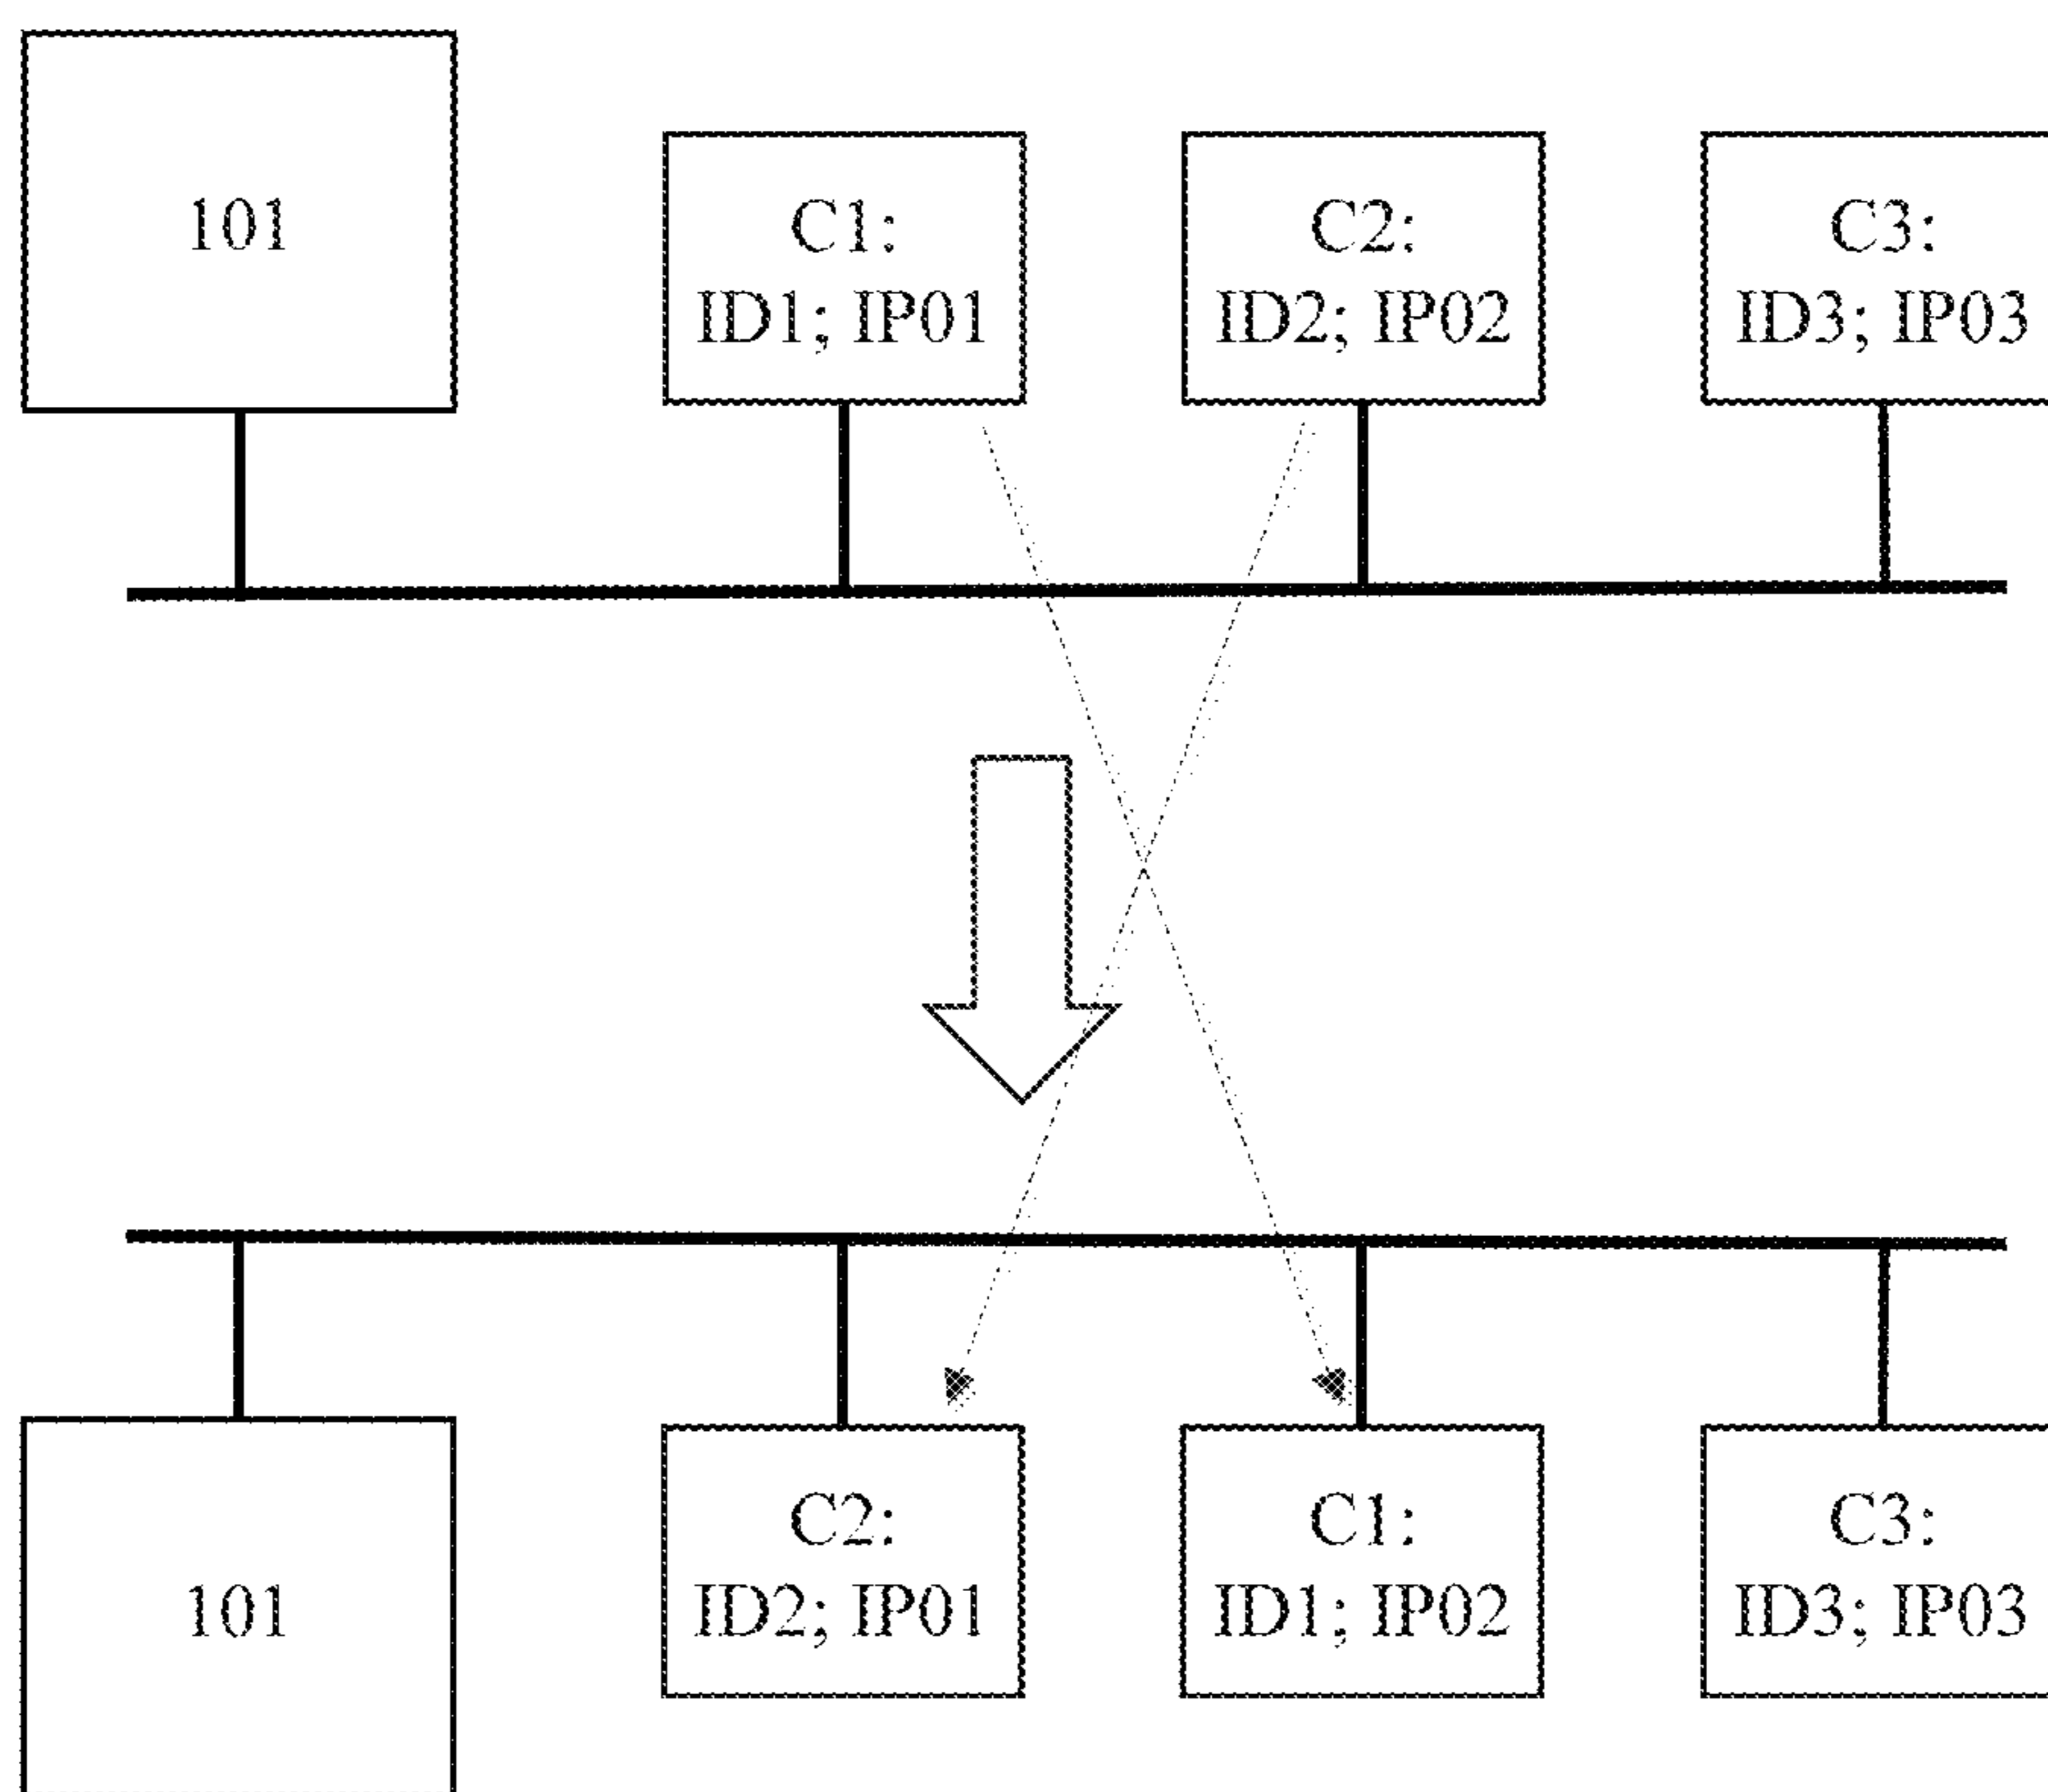 101
C1:
ID1; IP01
C2:
ID2; IP02
C3:
ID3; IP03
101
C2:
ID2; IP01
C1:
ID1; IP02
C3:
ID3; IP03